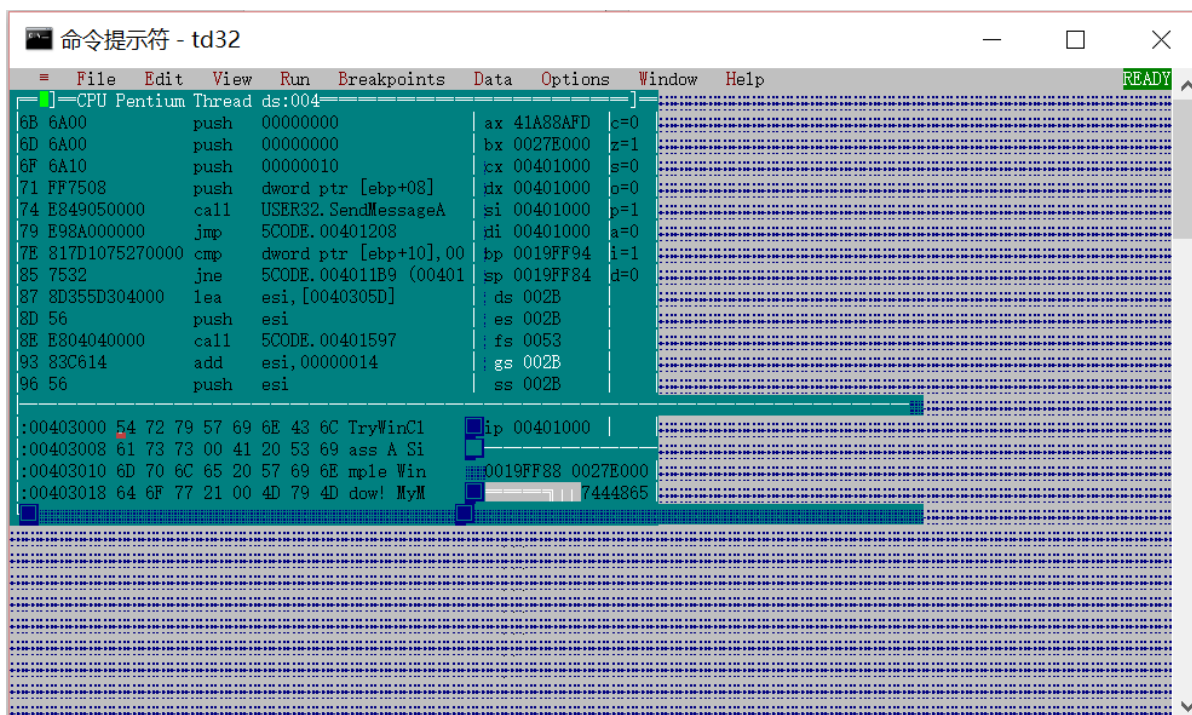 命令提示符 - td32
≡ File Edit View Run Breakpoints Data Options Window Help READY
]=CPU Pentium Thread ds:004 ]
6B 6A00 push 00000000 ax 41A88AFD c=0
6D 6A00 push 00000000 bx 0027E000 z=1
6F 6A10 push 00000010 cx 00401000 s=0
71 FF7508 push dword ptr [ebp+08] dx 00401000 o=0
74 E849050000 call USER32.SendMessageA si 00401000 p=1
79 E98A000000 jmp 5CODE.00401208 di 00401000 a=0
7E 817D1075270000 cmp dword ptr [ebp+10],00 bp 0019FF94 i=1
85 7532 jne 5CODE.004011B9 (00401 sp 0019FF84 d=0
87 8D355D304000 lea esi,[0040305D] ds 002B
8D 56 push esi es 002B
8E E804040000 call 5CODE.00401597 fs 0053
93 83C614 add esi,00000014 gs 002B
96 56 push esi ss 002B
:00403000 54 72 79 57 69 6E 43 6C TryWinCl ip 00401000
:00403008 61 73 73 00 41 20 53 69 ass A Si
:00403010 6D 70 6C 65 20 57 69 6E mple Win 0019FF88 0027E000
:00403018 64 6F 77 21 00 4D 79 4D dow! MyM 7444865